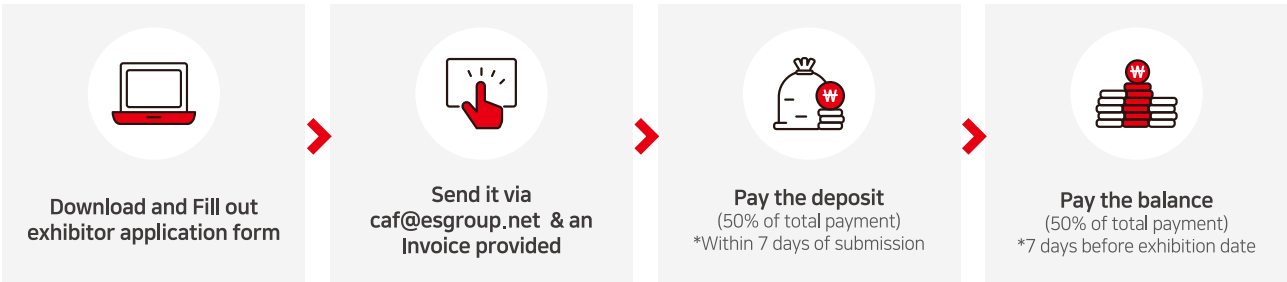 Download and Fill out
exhibitor application form
Send it via
caf@esgroup.net & an
Invoice provided
₩
Pay the deposit
(50% of total payment)
*Within 7 days of submission
₩
Pay the balance
(50% of total payment)
*7 days before exhibition date